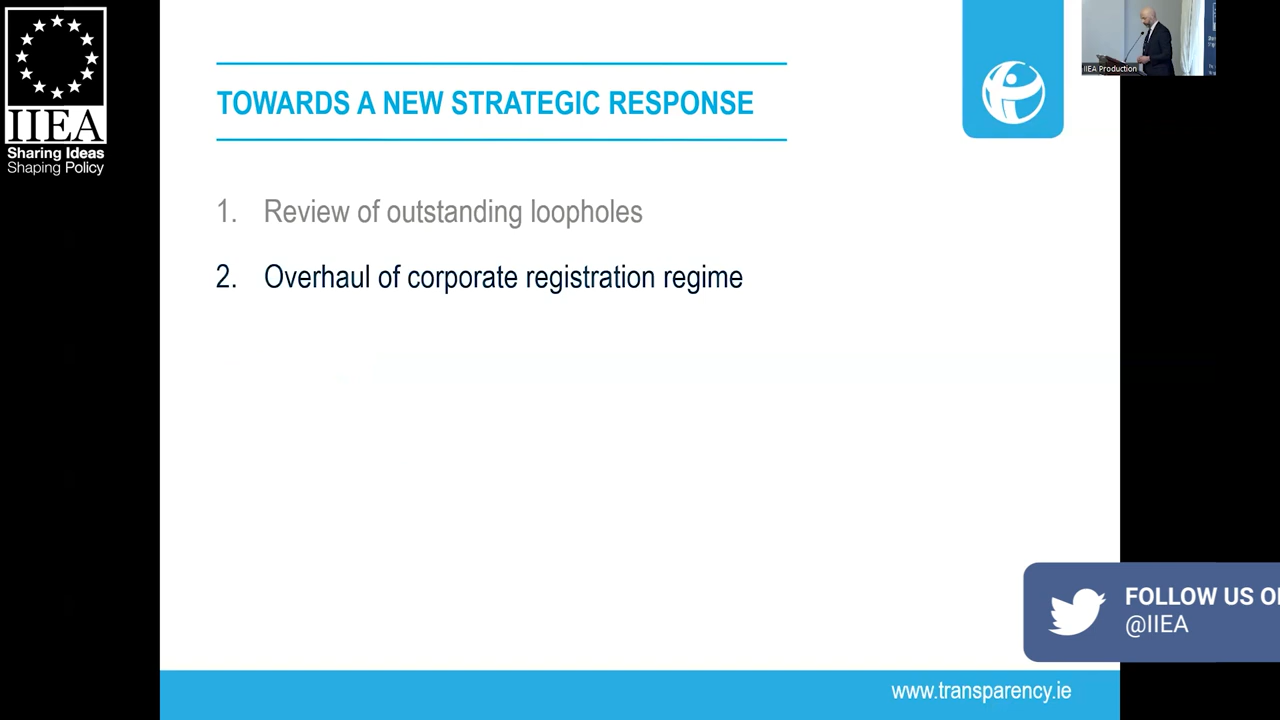 IIEA
Sharing Ideas
Shaping Policy
TOWARDS A NEW STRATEGIC RESPONSE
IIEA Production
1. Review of outstanding loopholes
2. Overhaul of corporate registration regime
FOLLOW US O
@IIEA
www.transparency.ie